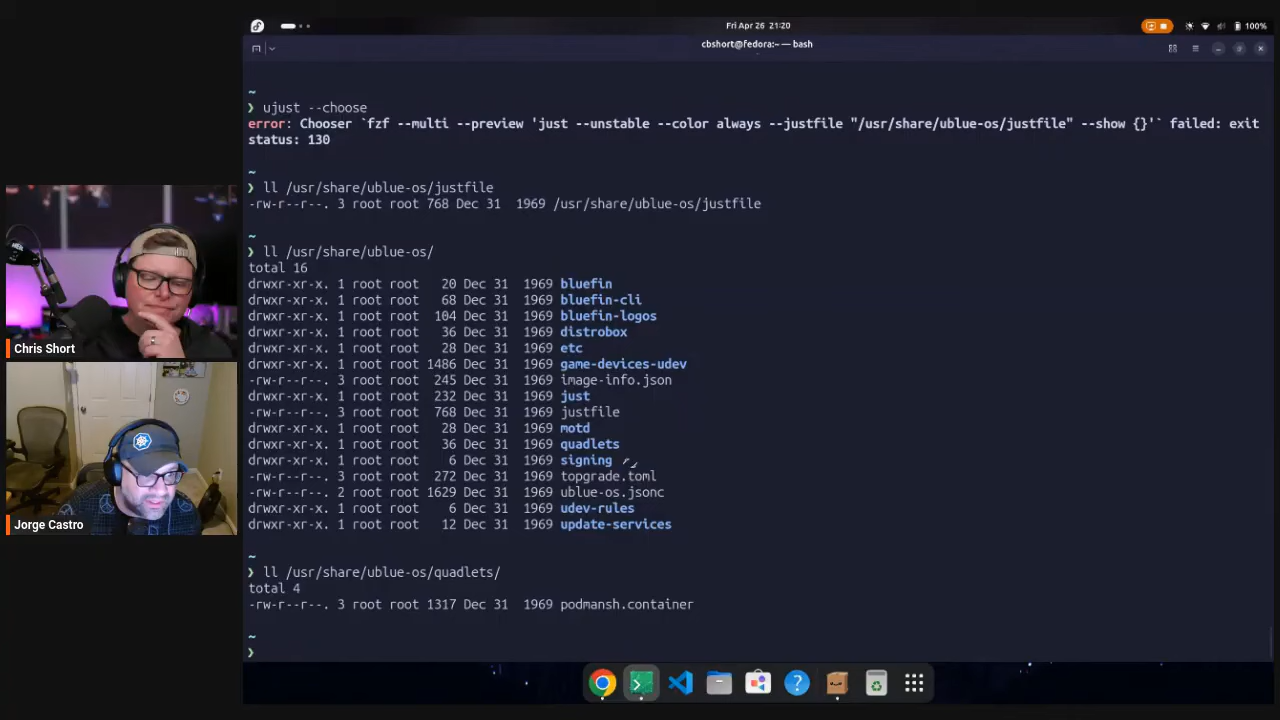 Fri Apr 26 21:20
100%
cbshort@fedora:~ — bash
~
❯ ujust --choose
error: Chooser `fzf --multi --preview 'just --unstable --color always --justfile "/usr/share/ublue-os/justfile" --show {}'` failed: exit
status: 130
~
❯ ll /usr/share/ublue-os/justfile
-rw-r--r--. 3 root root 768 Dec 31  1969 /usr/share/ublue-os/justfile
~
❯ ll /usr/share/ublue-os/
total 16
drwxr-xr-x. 1 root root   20 Dec 31  1969 bluefin
drwxr-xr-x. 1 root root   68 Dec 31  1969 bluefin-cli
drwxr-xr-x. 1 root root  104 Dec 31  1969 bluefin-logos
drwxr-xr-x. 1 root root   36 Dec 31  1969 distrobox
drwxr-xr-x. 1 root root   28 Dec 31  1969 etc
drwxr-xr-x. 1 root root 1486 Dec 31  1969 game-devices-udev
-rw-r--r--. 3 root root  245 Dec 31  1969 image-info.json
drwxr-xr-x. 1 root root  232 Dec 31  1969 just
-rw-r--r--. 3 root root  768 Dec 31  1969 justfile
drwxr-xr-x. 1 root root   28 Dec 31  1969 motd
drwxr-xr-x. 1 root root   36 Dec 31  1969 quadlets
drwxr-xr-x. 1 root root    6 Dec 31  1969 signing
-rw-r--r--. 3 root root  272 Dec 31  1969 topgrade.toml
-rw-r--r--. 2 root root 1629 Dec 31  1969 ublue-os.jsonc
drwxr-xr-x. 1 root root    6 Dec 31  1969 udev-rules
drwxr-xr-x. 1 root root   12 Dec 31  1969 update-services
~
❯ ll /usr/share/ublue-os/quadlets/
total 4
-rw-r--r--. 3 root root 1317 Dec 31  1969 podmansh.container
~
❯
Chris Short
Jorge Castro